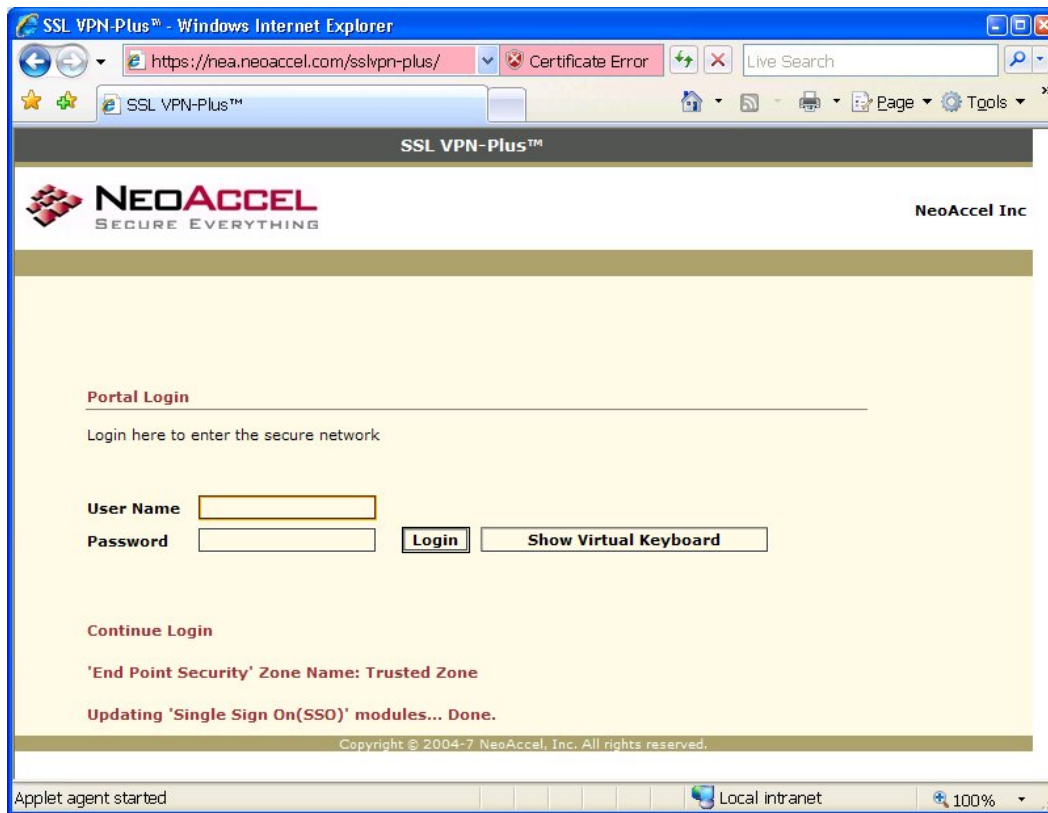 SSL VPN-Plus™ - Windows Internet Explorer
https://nea.neoaccel.com/sslvpn-plus/ Certificate Error Live Search
SSL VPN-Plus™ Page Tools »
SSL VPN-Plus™
NEOACCEL
SECURE EVERYTHING
NeoAccel Inc
Portal Login
Login here to enter the secure network
User Name
Password Login Show Virtual Keyboard
Continue Login
'End Point Security' Zone Name: Trusted Zone
Updating 'Single Sign On(SSO)' modules... Done.
Copyright © 2004-7 NeoAccel, Inc. All rights reserved.
Applet agent started Local intranet 100%